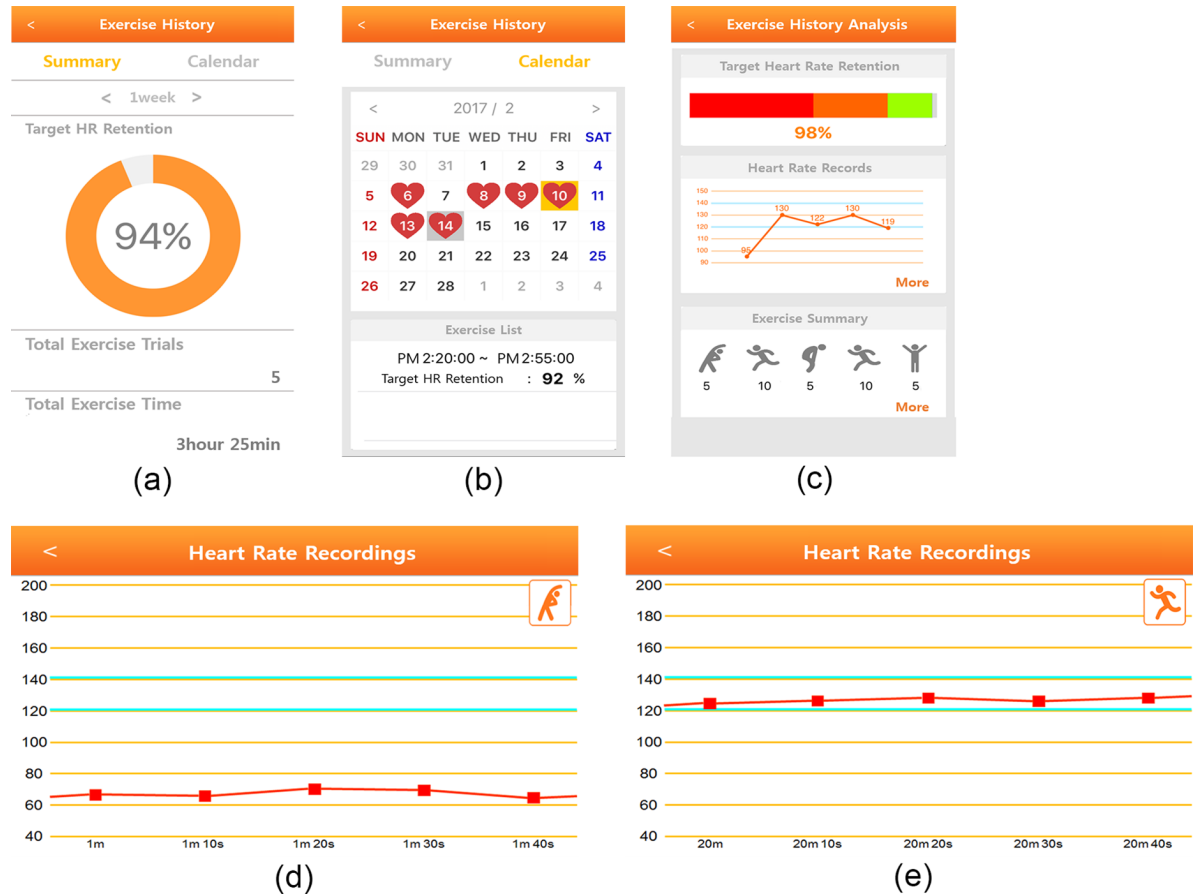 < Exercise History
Summary Calendar
< 1week >
Target HR Retention
94%
Total Exercise Trials
5
Total Exercise Time
3hour 25min
(a)
< Exercise History
Summary Calendar
< 2017 / 2 >
SUN MON TUE WED THU FRI SAT
29 30 31 1 2 3 4
5 6 7 8 9 10 11
12 13 14 15 16 17 18
19 20 21 22 23 24 25
26 27 28 1 2 3 4
Exercise List
PM 2:20:00 ~ PM 2:55:00
Target HR Retention : 92 %
(b)
< Exercise History Analysis
Target Heart Rate Retention
98%
Heart Rate Records
150
140
130
120
110
100
90
95 130 122 130 119
More
Exercise Summary
5 10 5 10 5
More
(c)
< Heart Rate Recordings
200
180
160
140
120
100
80
60
40
1m 1m 10s 1m 20s 1m 30s 1m 40s
(d)
< Heart Rate Recordings
200
180
160
140
120
100
80
60
40
20m 20m 10s 20m 20s 20m 30s 20m 40s
(e)